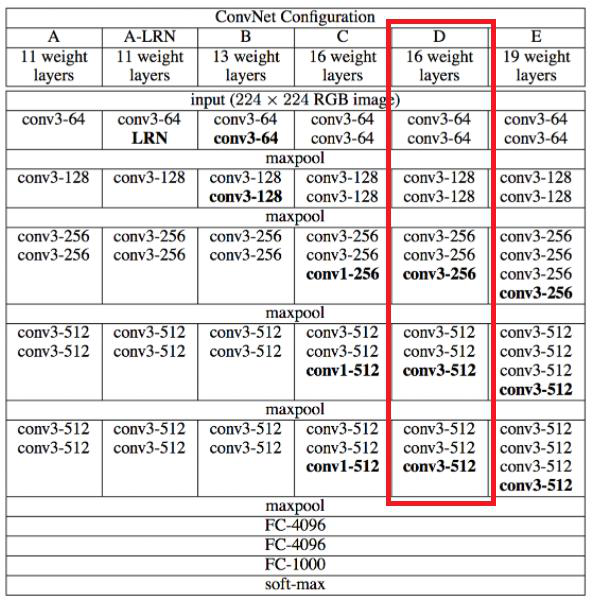 ConvNet Configuration
A A-LRN B C D E
11 weight 11 weight 13 weight 16 weight 16 weight 19 weight
layers layers layers layers layers layers
input (224 × 224 RGB image)
conv3-64 conv3-64 conv3-64 conv3-64 conv3-64 conv3-64
LRN conv3-64 conv3-64 conv3-64 conv3-64
maxpool
conv3-128 conv3-128 conv3-128 conv3-128 conv3-128 conv3-128
conv3-128 conv3-128 conv3-128 conv3-128
maxpool
conv3-256 conv3-256 conv3-256 conv3-256 conv3-256 conv3-256
conv3-256 conv3-256 conv3-256 conv3-256 conv3-256 conv3-256
conv1-256 conv3-256 conv3-256
conv3-256
maxpool
conv3-512 conv3-512 conv3-512 conv3-512 conv3-512 conv3-512
conv3-512 conv3-512 conv3-512 conv3-512 conv3-512 conv3-512
conv1-512 conv3-512 conv3-512
conv3-512
maxpool
conv3-512 conv3-512 conv3-512 conv3-512 conv3-512 conv3-512
conv3-512 conv3-512 conv3-512 conv3-512 conv3-512 conv3-512
conv1-512 conv3-512 conv3-512
conv3-512
maxpool
FC-4096
FC-4096
FC-1000
soft-max